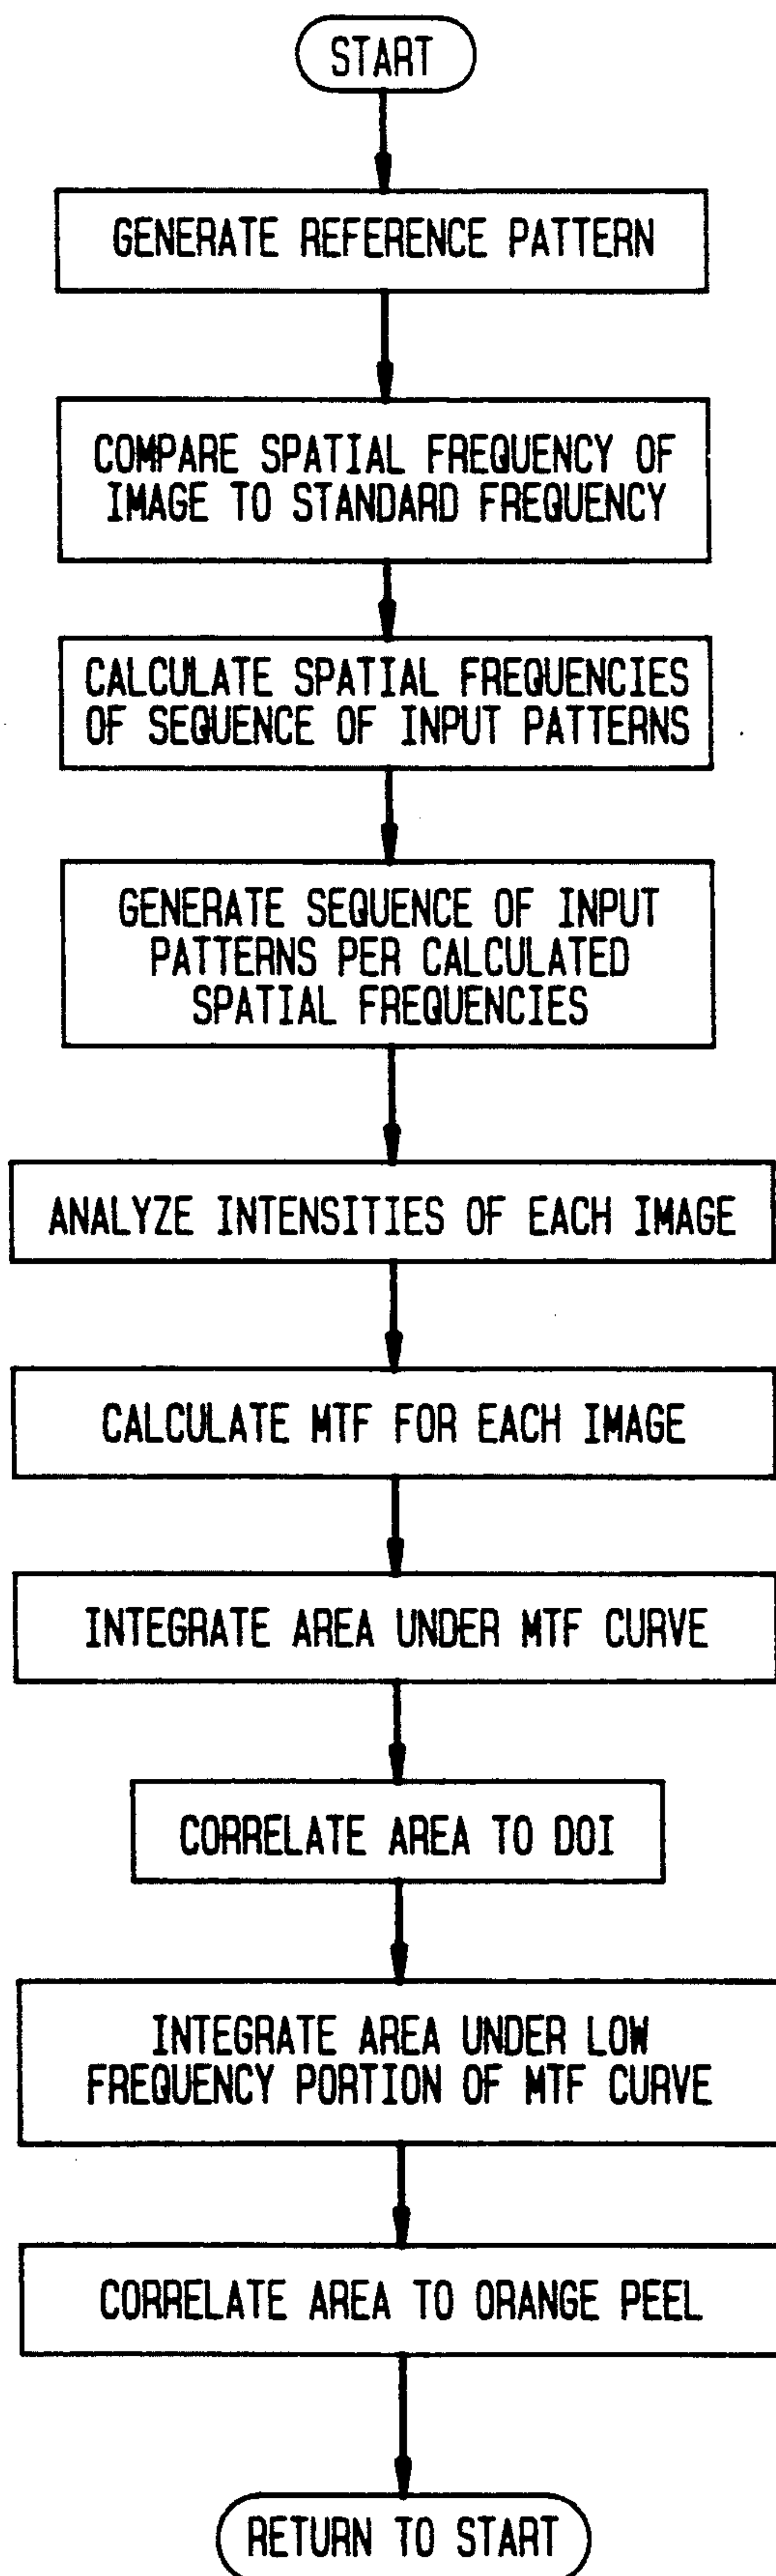 START
GENERATE REFERENCE PATTERN
COMPARE SPATIAL FREQUENCY OF
IMAGE TO STANDARD FREQUENCY
CALCULATE SPATIAL FREQUENCIES
OF SEQUENCE OF INPUT PATTERNS
GENERATE SEQUENCE OF INPUT
PATTERNS PER CALCULATED
SPATIAL FREQUENCIES
ANALYZE INTENSITIES OF EACH IMAGE
CALCULATE MTF FOR EACH IMAGE
INTEGRATE AREA UNDER MTF CURVE
CORRELATE AREA TO DOI
INTEGRATE AREA UNDER LOW
FREQUENCY PORTION OF MTF CURVE
CORRELATE AREA TO ORANGE PEEL
RETURN TO START